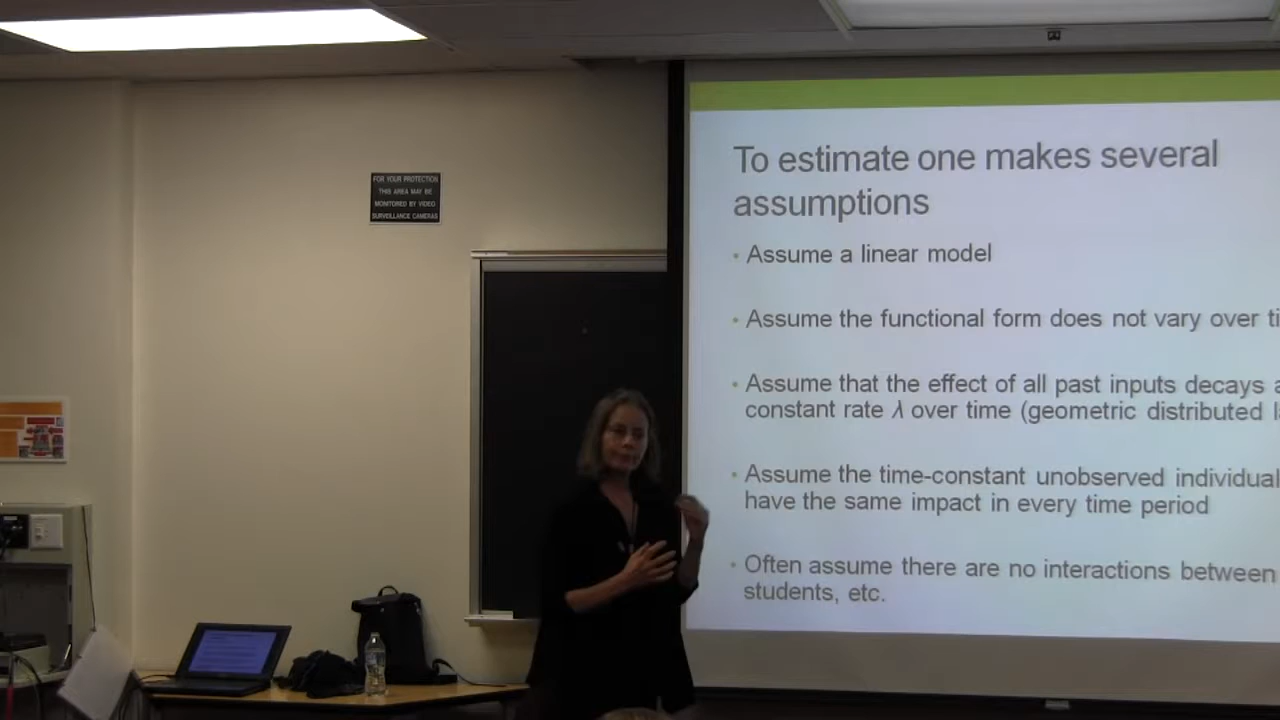 FOR YOUR PROTECTION
THIS AREA MAY BE
MONITORED BY VIDEO
SURVEILLANCE CAMERAS
To estimate one makes several
assumptions
• Assume a linear model
• Assume the functional form does not vary over ti
• Assume that the effect of all past inputs decays a
constant rate λ over time (geometric distributed l
• Assume the time-constant unobserved individual
have the same impact in every time period
• Often assume there are no interactions between
students, etc.